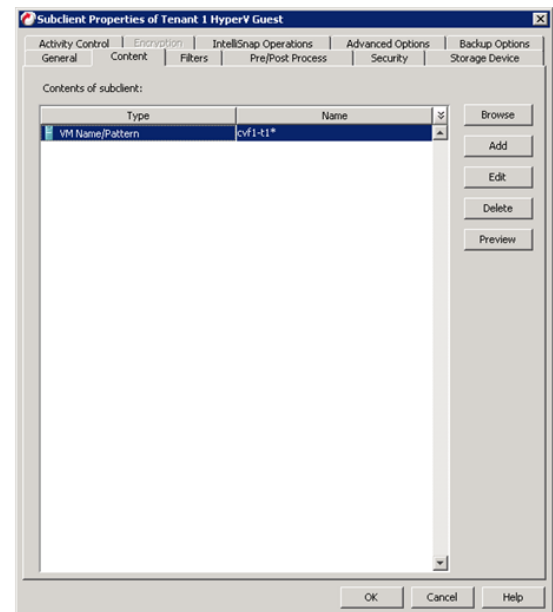 Subclient Properties of Tenant 1 HyperV Guest
Activity Control Encryption IntelliSnap Operations Advanced Options Backup Options
General Content Filters Pre/Post Process Security Storage Device
Contents of subclient:
Type Name
VM Name/Pattern cvf1-t1*
Browse
Add
Edit
Delete
Preview
OK Cancel Help